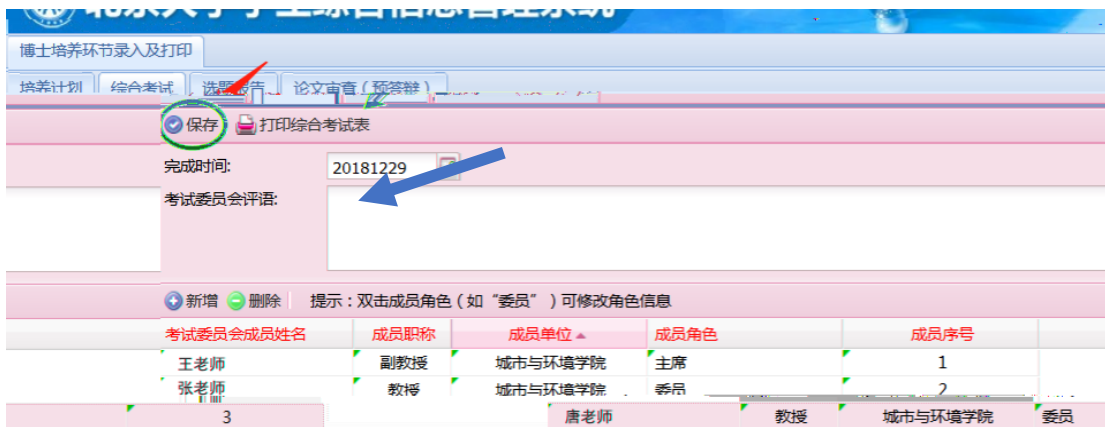 博士培养环节录入及打印
培养计划 综合考试 选题报告 论文审查(预答辩)
保存 打印综合考试表
完成时间: 20181229
考试委员会评语:
新增 删除 提示:双击成员角色(如“委员”)可修改角色信息
考试委员会成员姓名 成员职称 成员单位 成员角色 成员序号
王老师 副教授 城市与环境学院 主席 1
张老师 教授 城市与环境学院 委员 2
3 唐老师 教授 城市与环境学院 委员